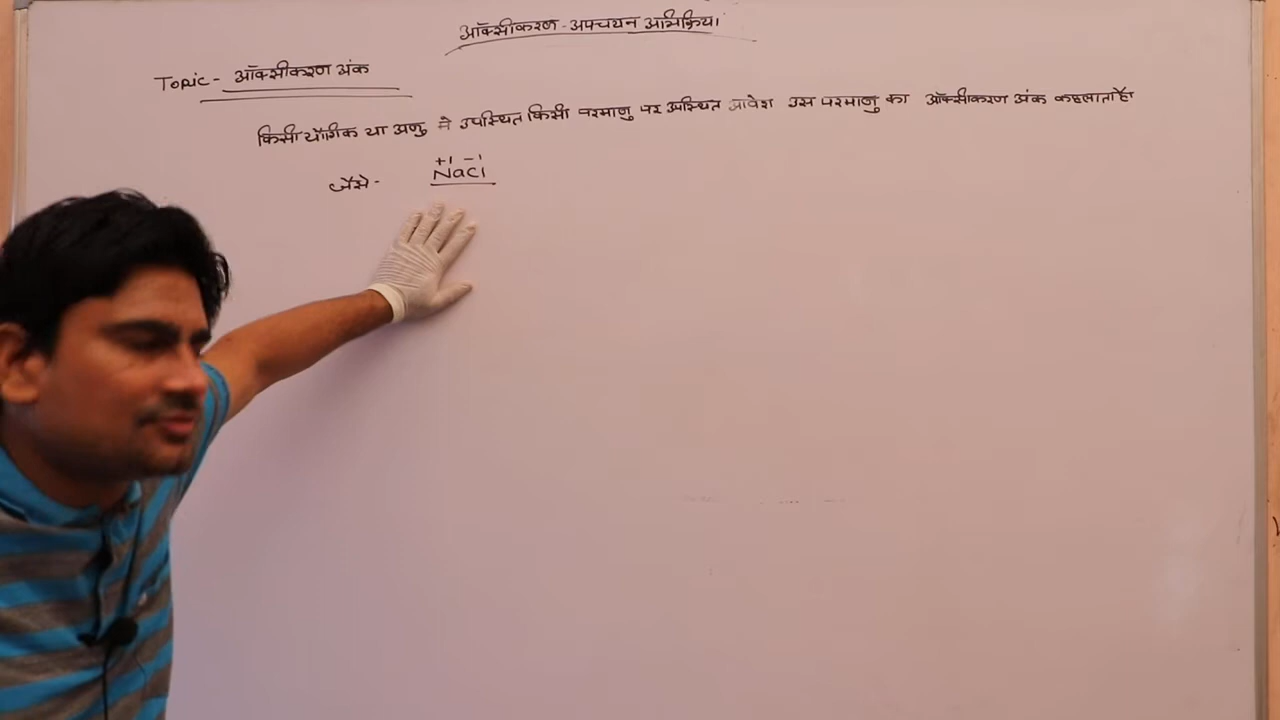 ऑक्सीकरण - अपचयन अभिक्रिया
Topic - ऑक्सीकरण अंक
किसी यौगिक या अणु मे उपस्थित किसी परमाणु पर उपस्थित आवेश उस परमाणु का ऑक्सीकरण अंक कहलाता है।
+1 -1
जैसे - NaCl